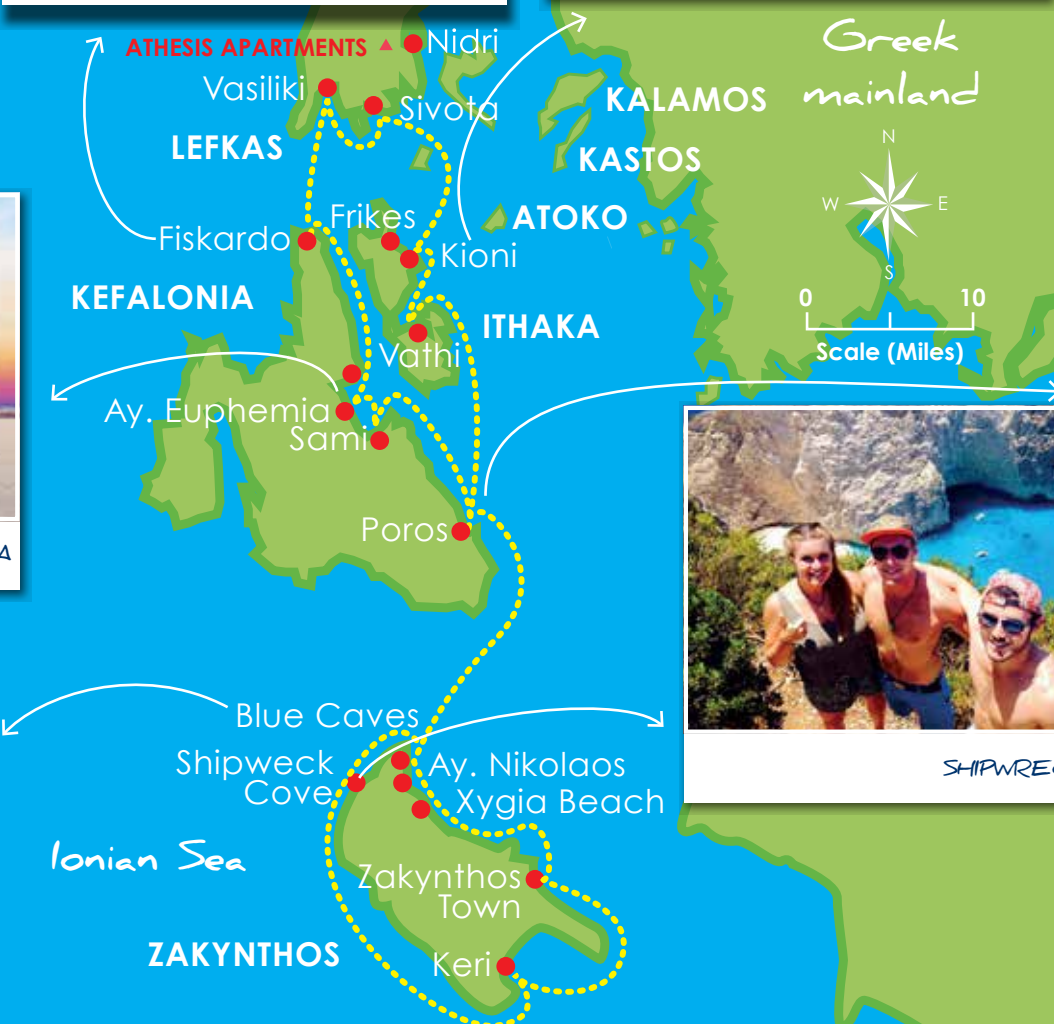 ATHESIS APARTMENTS
Nidri
Vasiliki
Sivota
LEFKAS
Greek
mainland
KALAMOS
KASTOS
ATOKO
N
W
E
S
0
10
Scale (Miles)
Fiskardo
Frikes
Kioni
KEFALONIA
ITHAKA
Vathi
Ay. Euphemia
Sami
Poros
A
Blue Caves
Shipweck
Cove
Ay. Nikolaos
Xygia Beach
SHIPWRE
Ionian Sea
Zakynthos
Town
ZAKYNTHOS
Keri